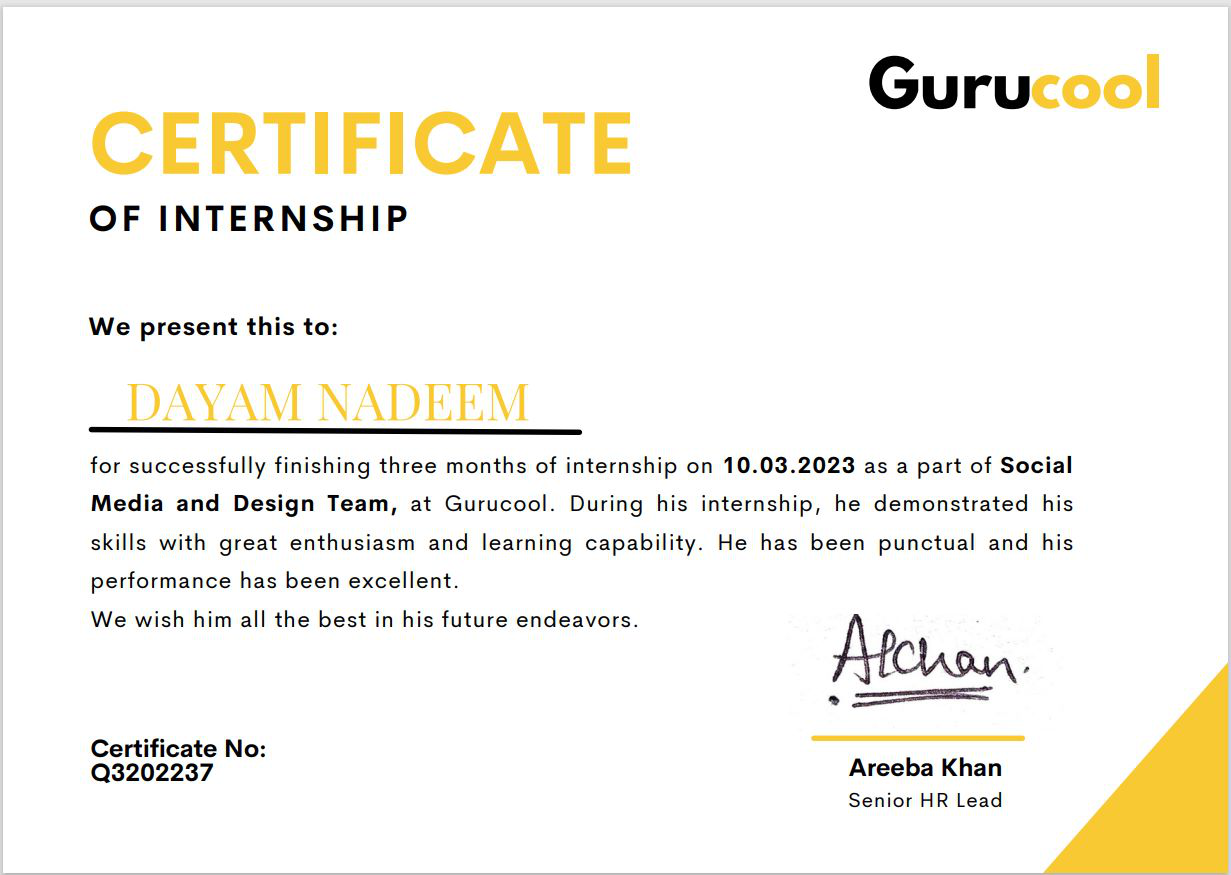 Gurucool
CERTIFICATE
OF INTERNSHIP
We present this to:
DAYAM NADEEM
for successfully finishing three months of internship on 10.03.2023 as a part of Social
Media and Design Team, at Gurucool. During his internship, he demonstrated his
skills with great enthusiasm and learning capability. He has been punctual and his
performance has been excellent.
We wish him all the best in his future endeavors.
AKhan.
Certificate No:
Q3202237
Areeba Khan
Senior HR Lead